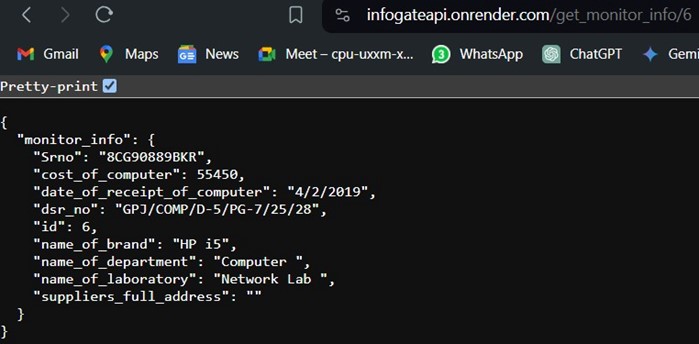 infogateapi.onrender.com/get_monitor_info/6
Gmail Maps News Meet – cpu-uxxm-x... 3 WhatsApp ChatGPT Gemi
Pretty-print
{
  "monitor_info": {
    "Srno": "8CG90889BKR",
    "cost_of_computer": 55450,
    "date_of_receipt_of_computer": "4/2/2019",
    "dsr_no": "GPJ/COMP/D-5/PG-7/25/28",
    "id": 6,
    "name_of_brand": "HP i5",
    "name_of_department": "Computer ",
    "name_of_laboratory": "Network Lab ",
    "suppliers_full_address": ""
  }
}